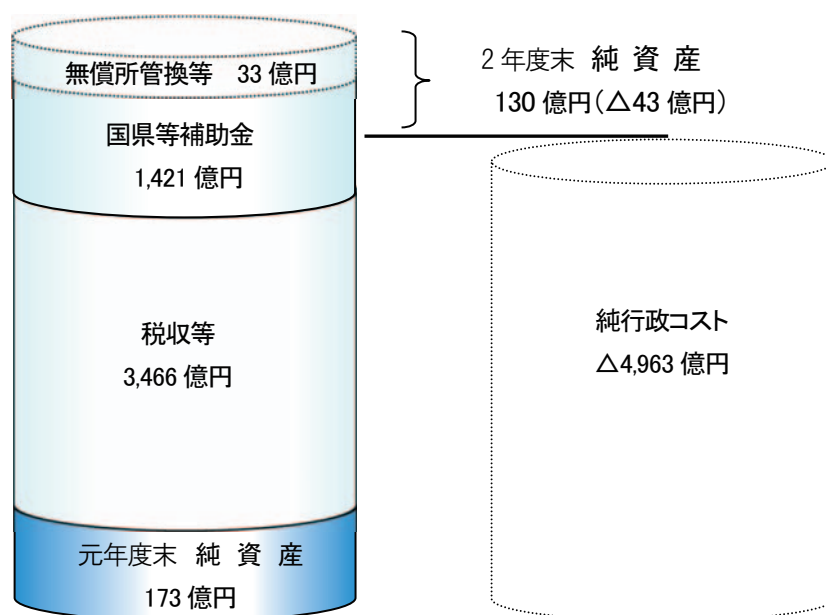 無償所管換等 33 億円
国県等補助金
1,421 億円
税収等
3,466 億円
元年度末 純 資 産
173 億円
2 年度末 純 資 産
130 億円(△43 億円)
純行政コスト
△4,963 億円